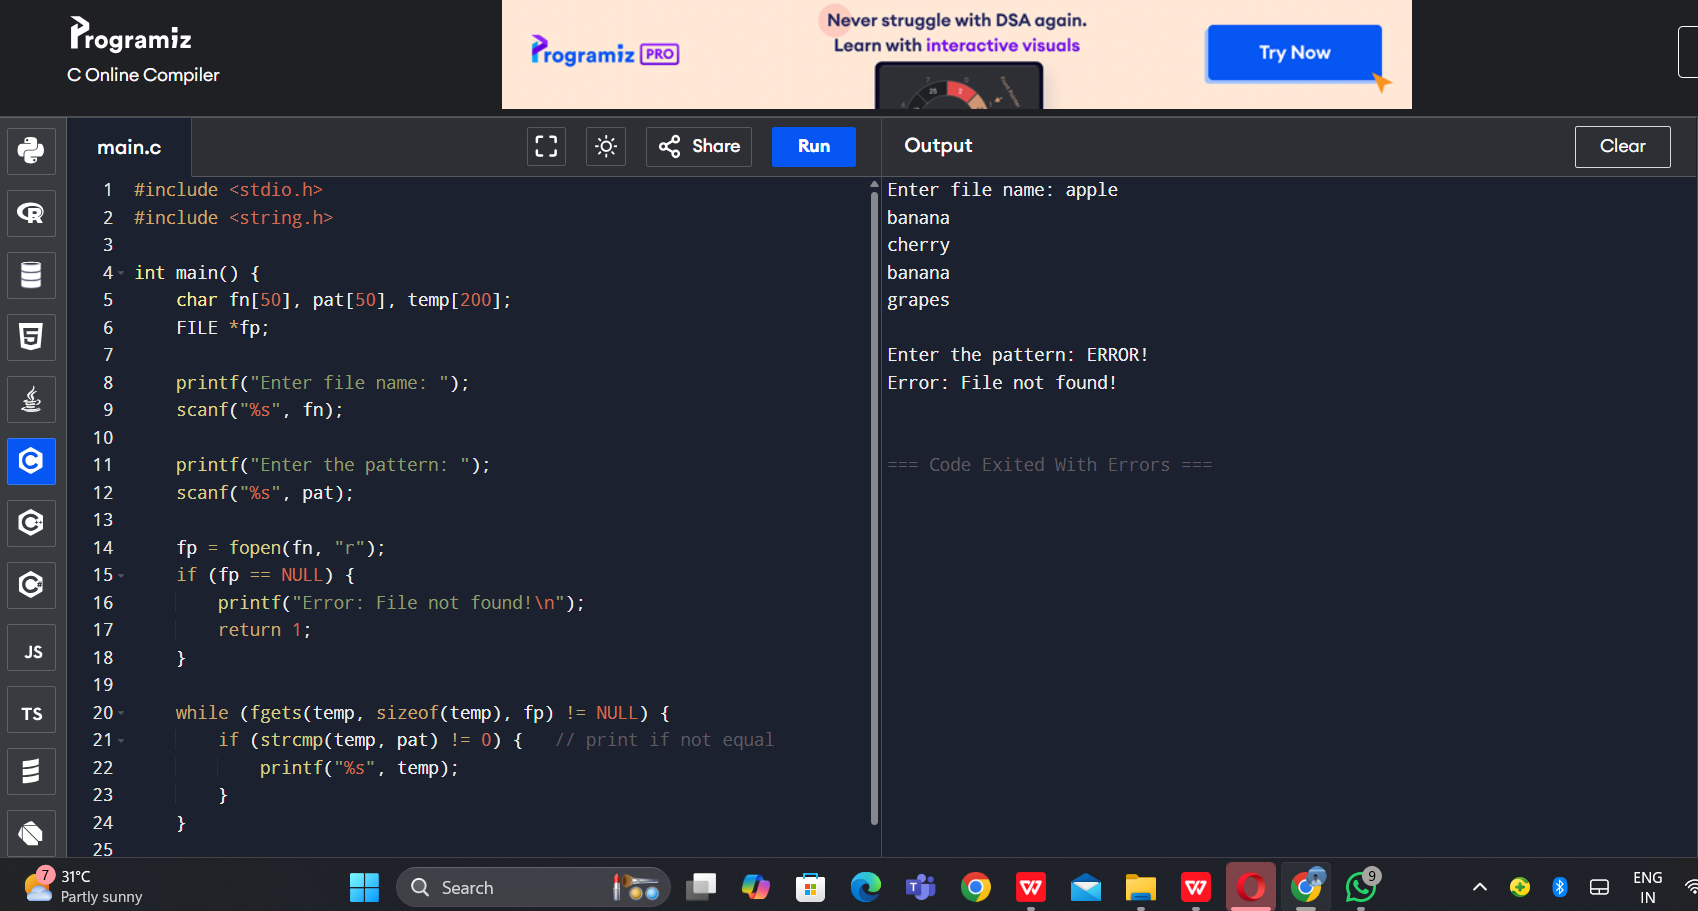 Programiz
C Online Compiler
Programiz PRO
Never struggle with DSA again.
Learn with interactive visuals
Try Now
main.c
Share
Run
Output
Clear
1 #include <stdio.h>
2 #include <string.h>
3
4 int main() {
5 char fn[50], pat[50], temp[200];
6 FILE *fp;
7
8 printf("Enter file name: ");
9 scanf("%s", fn);
10
11 printf("Enter the pattern: ");
12 scanf("%s", pat);
13
14 fp = fopen(fn, "r");
15 if (fp == NULL) {
16 printf("Error: File not found!\n");
17 return 1;
18 }
19
20 while (fgets(temp, sizeof(temp), fp) != NULL) {
21 if (strcmp(temp, pat) != 0) { // print if not equal
22 printf("%s", temp);
23 }
24 }
25
Enter file name: apple
banana
cherry
banana
grapes
Enter the pattern: ERROR!
Error: File not found!
=== Code Exited With Errors ===
JS
TS
7
31°C
Partly sunny
Search
9
ENG
IN